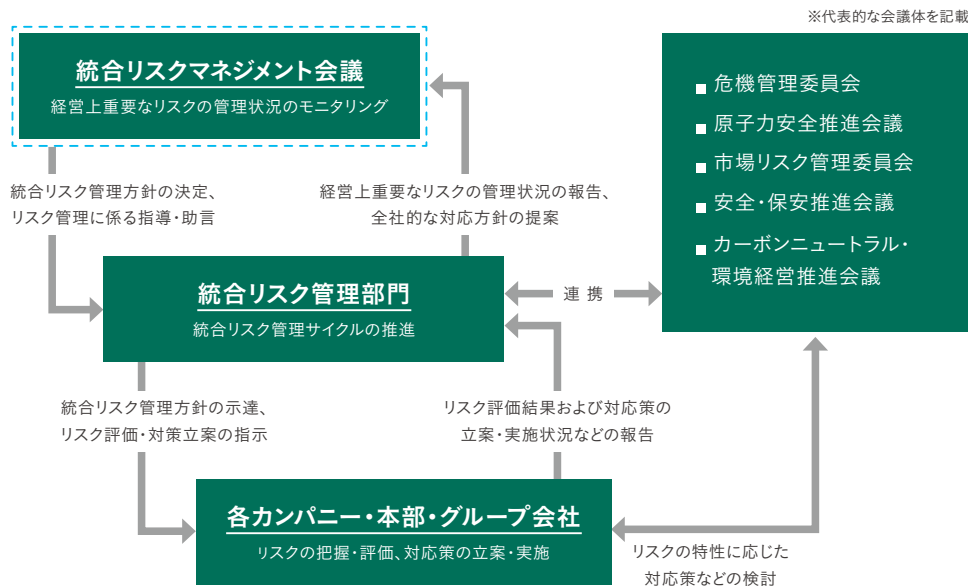 ※代表的な会議体を記載
統合リスクマネジメント会議
経営上重要なリスクの管理状況のモニタリング
統合リスク管理方針の決定、
リスク管理に係る指導・助言
経営上重要なリスクの管理状況の報告、
全社的な対応方針の提案
■ 危機管理委員会
■ 原子力安全推進会議
■ 市場リスク管理委員会
■ 安全・保安推進会議
■ カーボンニュートラル・
環境経営推進会議
統合リスク管理部門
統合リスク管理サイクルの推進
連携
統合リスク管理方針の示達、
リスク評価・対策立案の指示
リスク評価結果および対応策の
立案・実施状況などの報告
各カンパニー・本部・グループ会社
リスクの把握・評価、対応策の立案・実施
リスクの特性に応じた
対応策などの検討